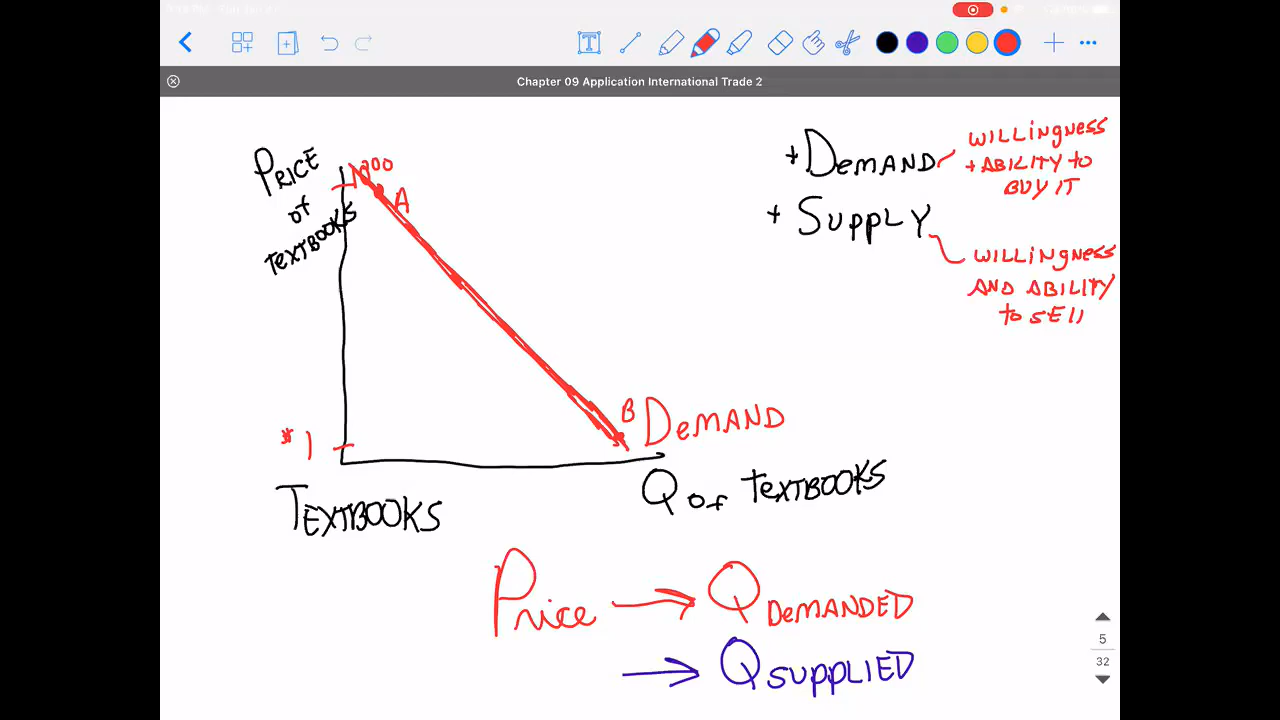 Chapter 09 Application International Trade 2
PRICE
of
TEXTBOOKS
1000
A
+ DEMAND
WILLINGNESS
+ ABILITY TO
BUY IT
+ SUPPLY
WILLINGNESS
AND ABILITY
to SELL
B
DEMAND
$1
TEXTBOOKS
Q OF TEXTBOOKS
Price → Q DEMANDED
→ Q SUPPLIED
5
32